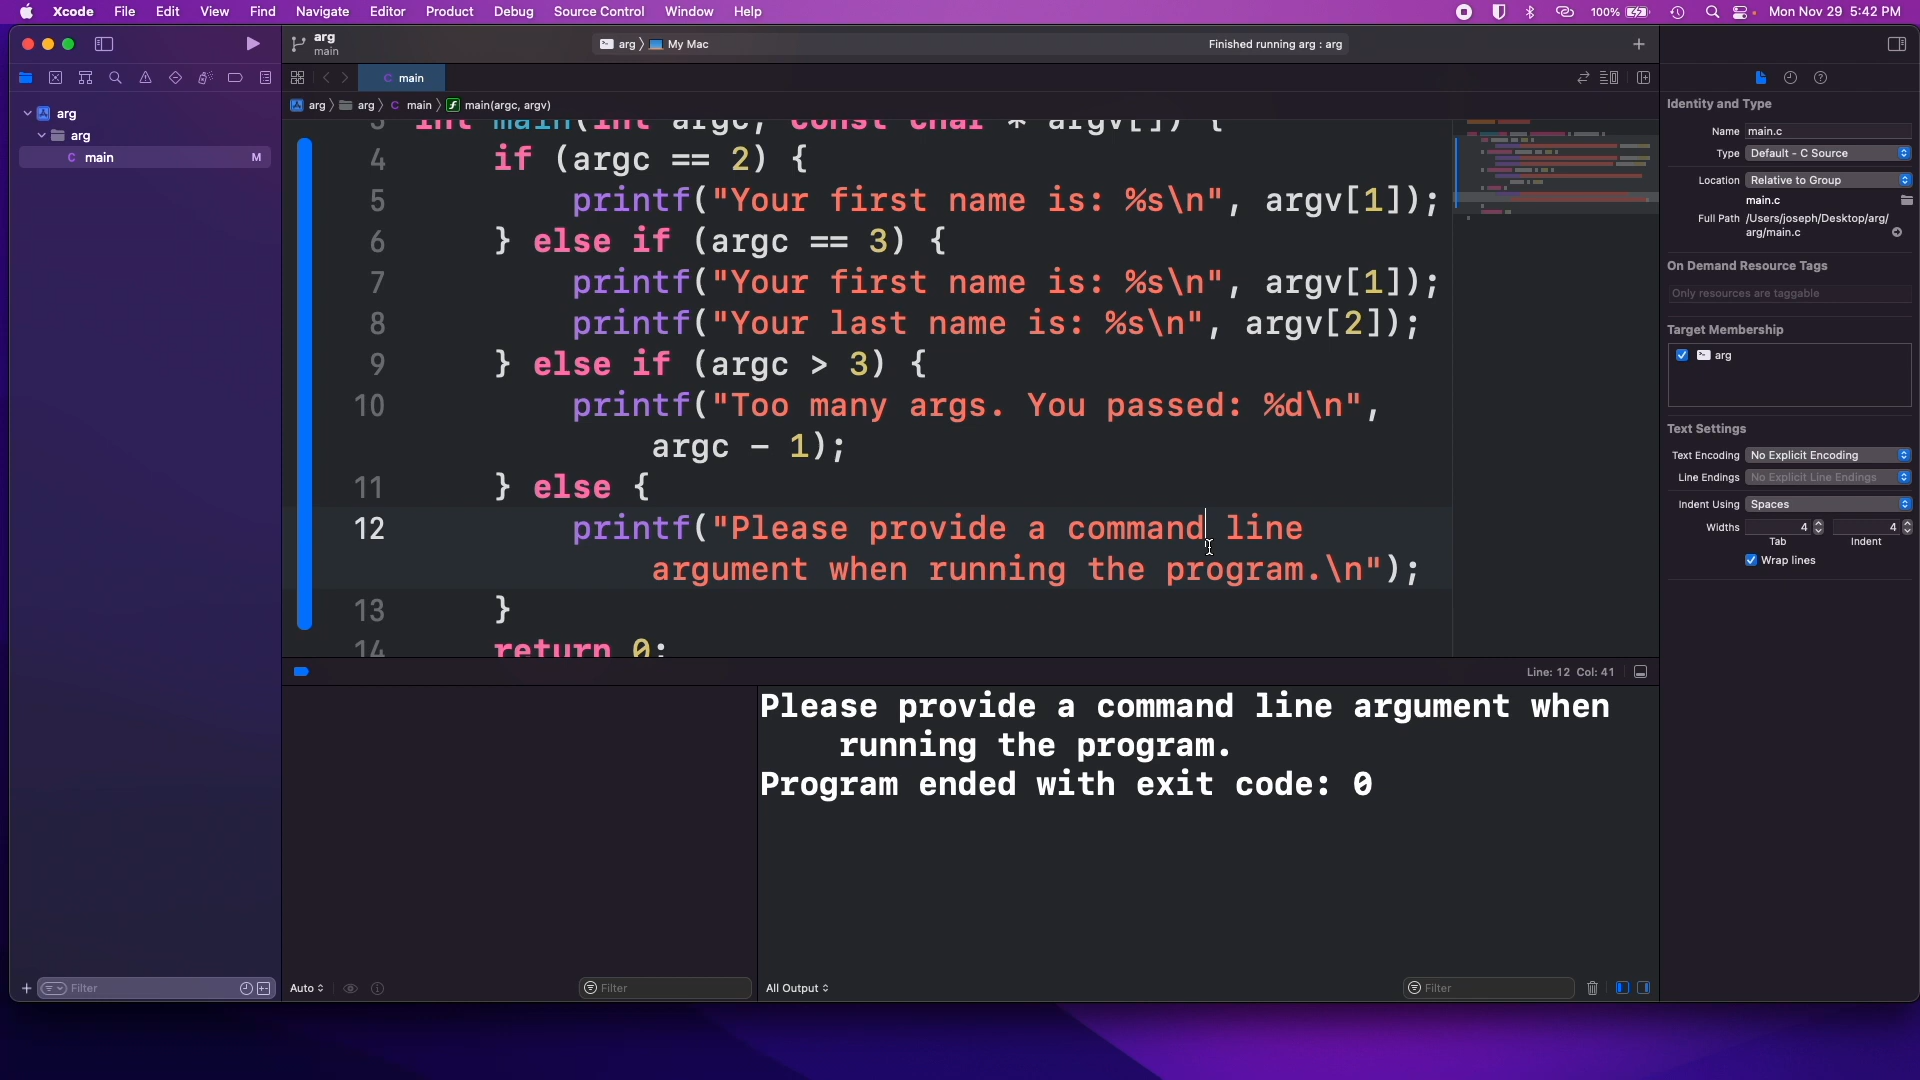 Xcode File Edit View Find Navigate Editor Product Debug Source Control Window Help 100% Mon Nov 29 5:42 PM
arg
main
arg 〉 My Mac
Finished running arg : arg
main
arg 〉 arg 〉 C main 〉 f main(argc, argv)
arg
arg
C main M
3 int main(int argc, const char * argv[]) {
4 if (argc == 2) {
5 printf("Your first name is: %s\n", argv[1]);
6 } else if (argc == 3) {
7 printf("Your first name is: %s\n", argv[1]);
8 printf("Your last name is: %s\n", argv[2]);
9 } else if (argc > 3) {
10 printf("Too many args. You passed: %d\n",
argc - 1);
11 } else {
12 printf("Please provide a command line
argument when running the program.\n");
13 }
14 return 0;
Line: 12 Col: 41
Please provide a command line argument when
running the program.
Program ended with exit code: 0
Filter
Auto
Filter
All Output
Filter
Identity and Type
Name main.c
Type Default - C Source
Location Relative to Group
main.c
Full Path /Users/joseph/Desktop/arg/
arg/main.c
On Demand Resource Tags
Only resources are taggable
Target Membership
arg
Text Settings
Text Encoding No Explicit Encoding
Line Endings No Explicit Line Endings
Indent Using Spaces
Widths 4 4
Tab Indent
Wrap lines